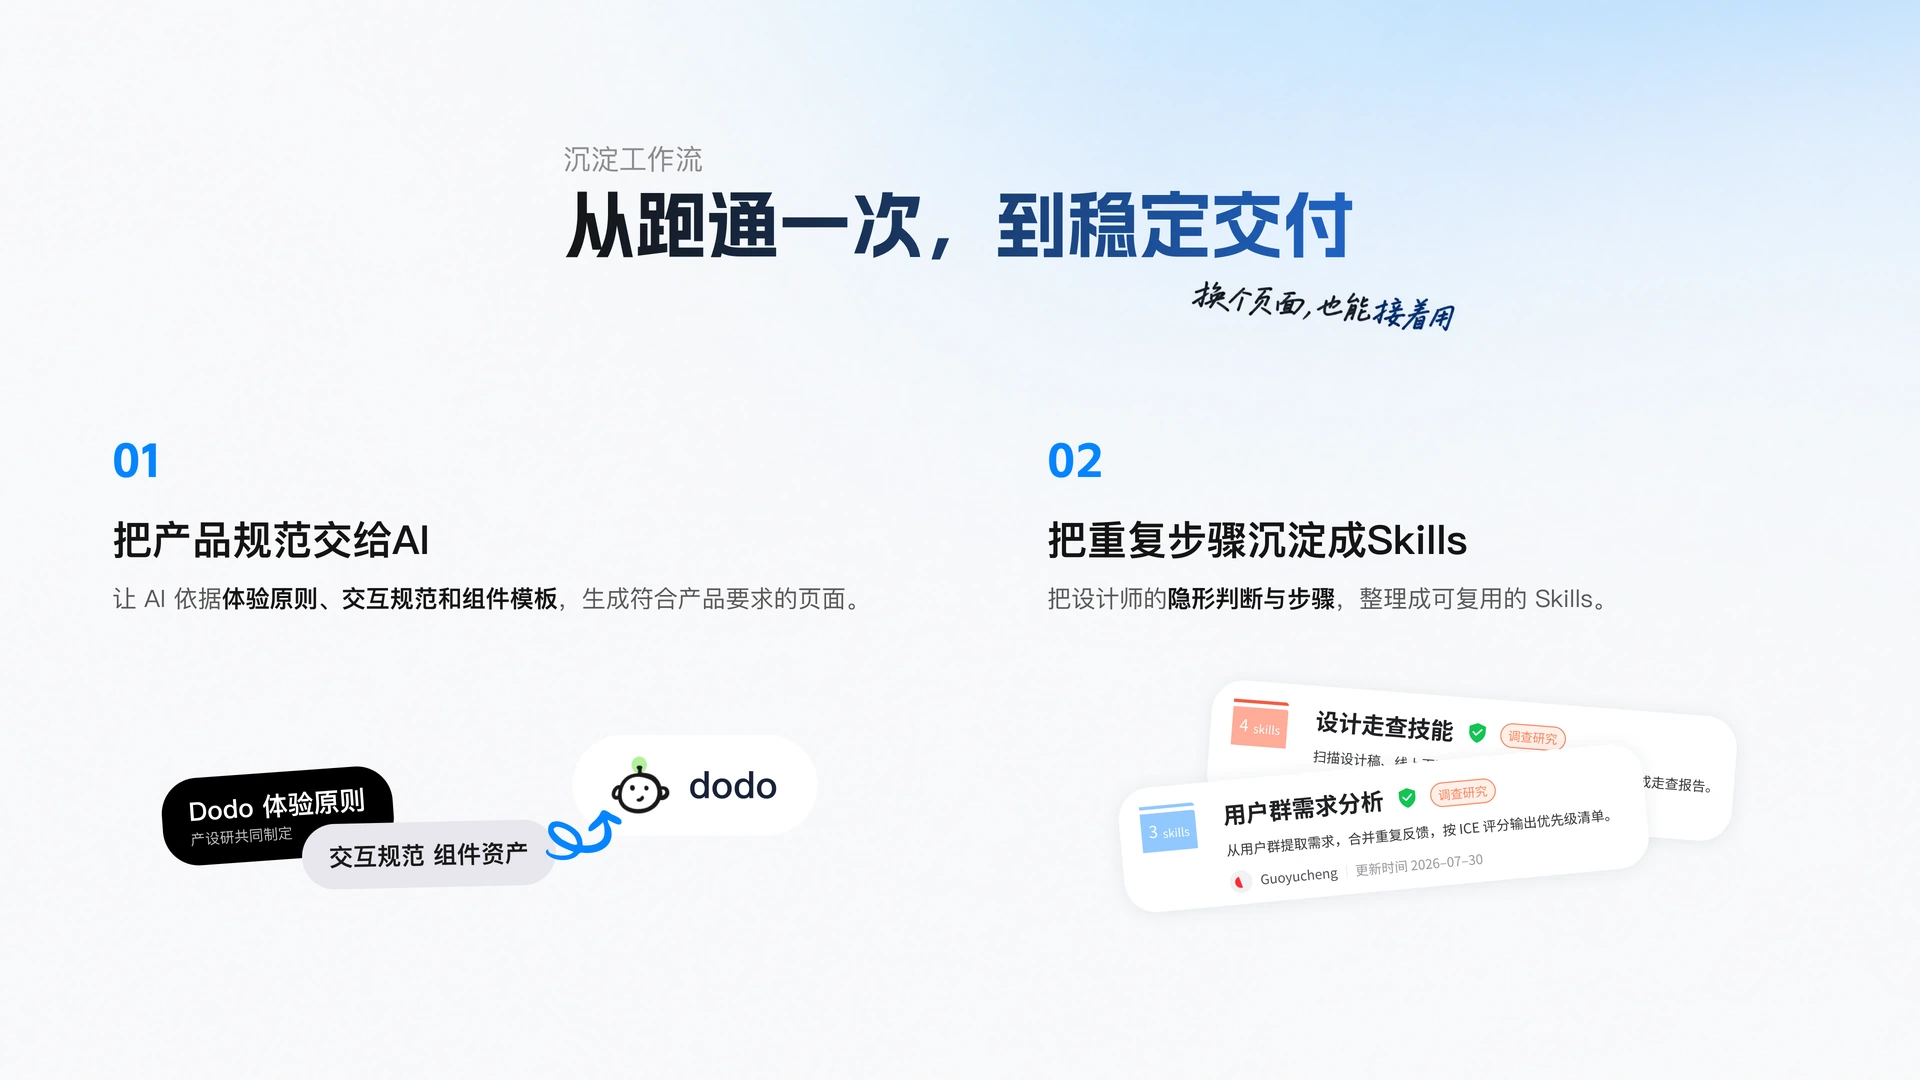 沉淀工作流
从跑通一次，到稳定交付
换个页面，也能接着用
01
把产品规范交给AI
让 AI 依据体验原则、交互规范和组件模板，生成符合产品要求的页面。
Dodo 体验原则
产设研共同制定
交互规范 组件资产
dodo
02
把重复步骤沉淀成Skills
把设计师的隐形判断与步骤，整理成可复用的 Skills。
4 skills
设计走查技能
调查研究
扫描设计稿、线上
走查报告。
3 skills
用户群需求分析
调查研究
从用户群提取需求，合并重复反馈，按 ICE 评分输出优先级清单。
Guoyucheng
更新时间 2026-07-30